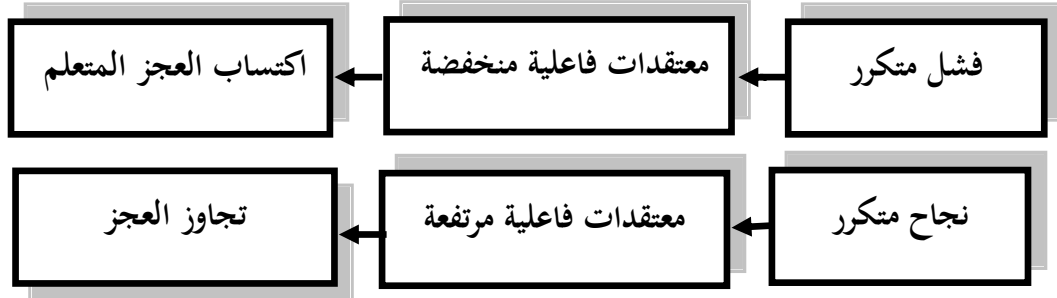 فشل متكرر
معتقدات فاعلية منخفضة
اكتساب العجز المتعلم
نجاح متكرر
معتقدات فاعلية مرتفعة
تجاوز العجز